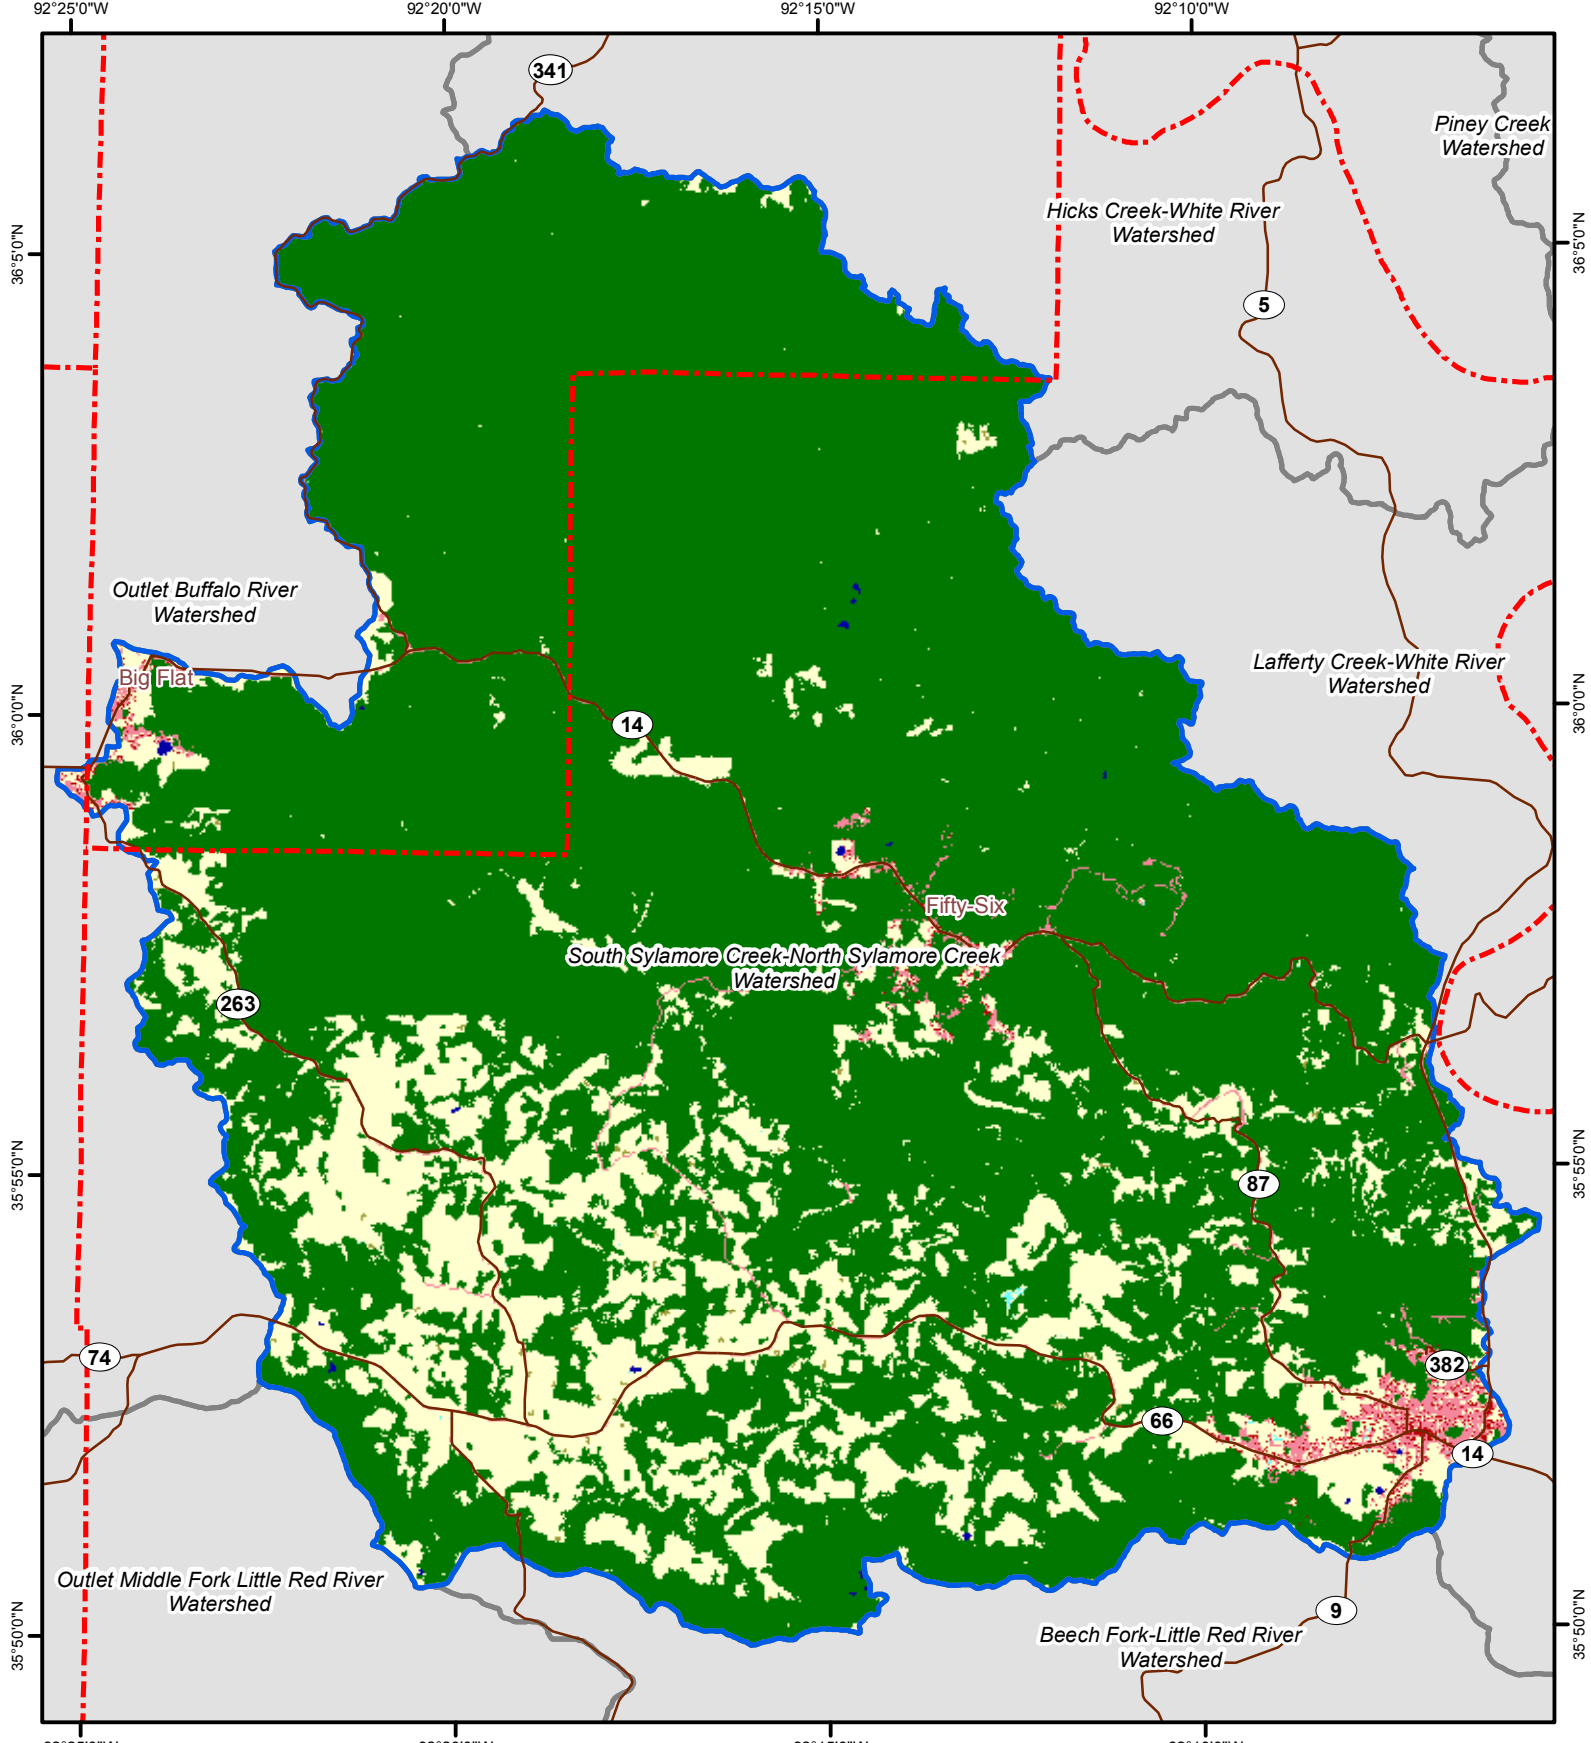 92°25'0"W 92°20'0"W 92°15'0"W 92°10'0"W
341
Piney Creek
Watershed
Hicks Creek-White River
Watershed
36°5'0"N
36°5'0"N
5
Outlet Buffalo River
Watershed
Lafferty Creek-White River
Watershed
Big Flat
36°0'0"N
36°0'0"N
14
Fifty-Six
South Sylamore Creek-North Sylamore Creek
Watershed
263
35°55'0"N
35°55'0"N
87
74
382
66
14
Outlet Middle Fork Little Red River
Watershed
9
35°50'0"N
35°50'0"N
Beech Fork-Little Red River
Watershed